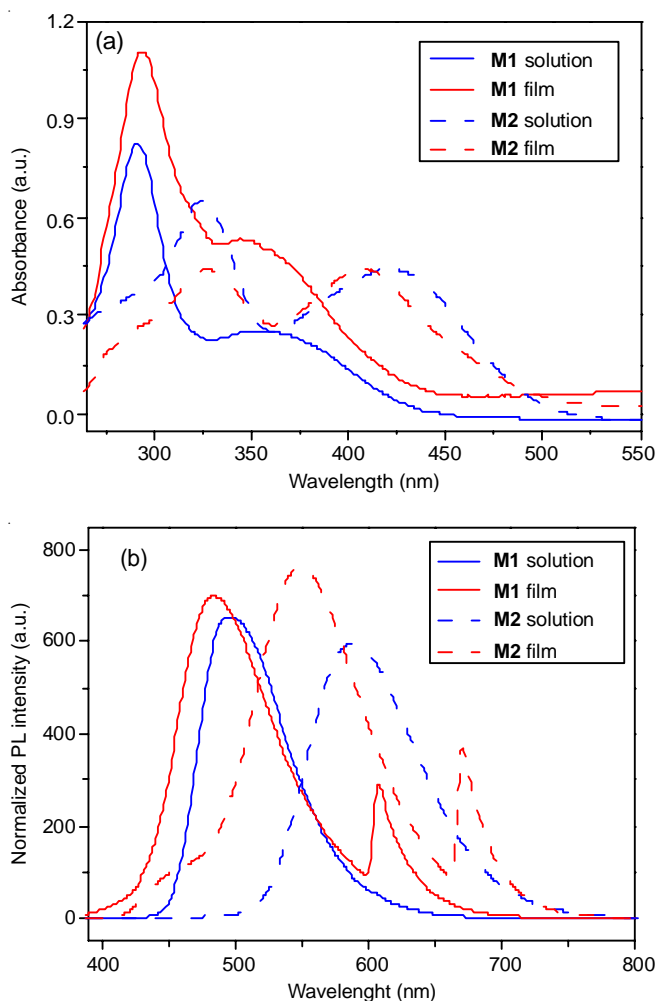 (a)
1.2
0.9
0.6
0.3
0.0
Absorbance (a.u.)
M1 solution
M1 film
M2 solution
M2 film
300 350 400 450 500 550
Wavelength (nm)
(b)
800
600
400
200
0
Normalized PL intensity (a.u.)
M1 solution
M1 film
M2 solution
M2 film
400 500 600 700 800
Wavelenght (nm)